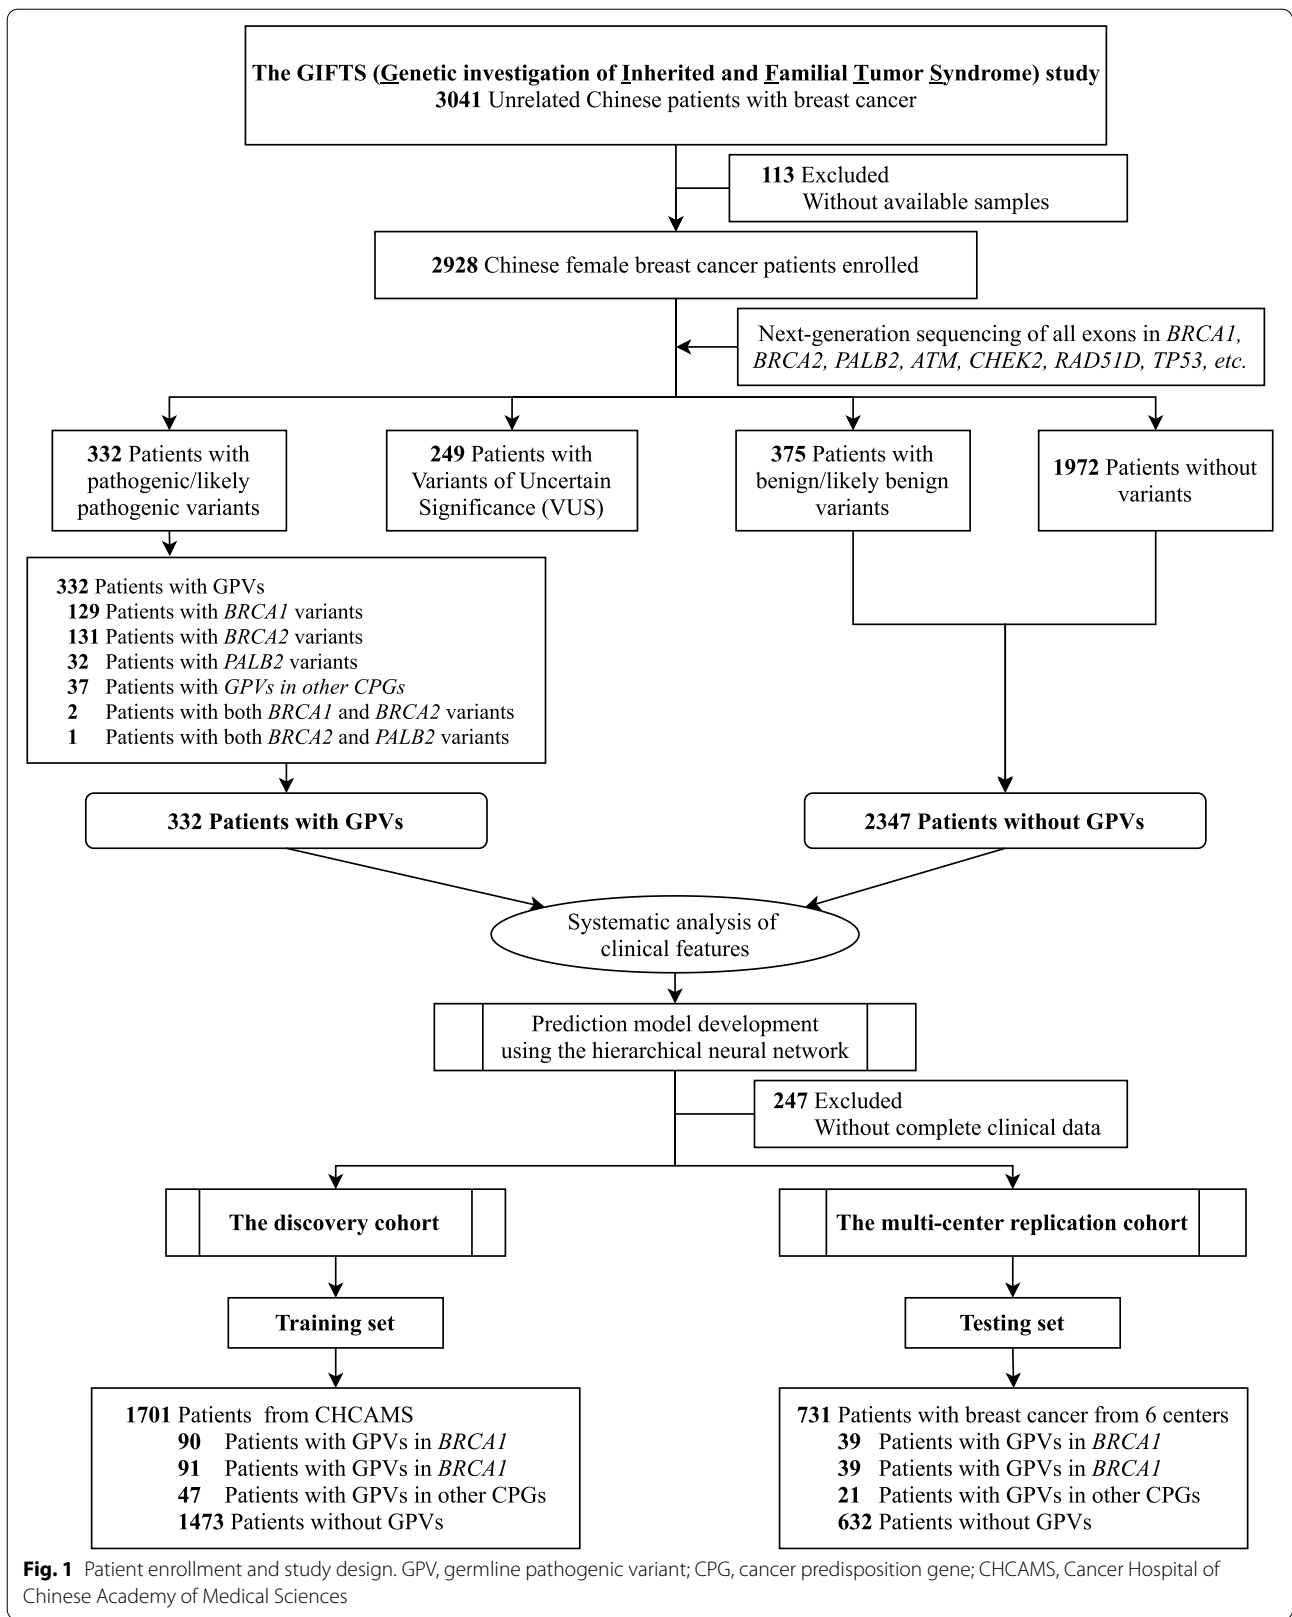 The GIFTS (Genetic investigation of Inherited and Familial Tumor Syndrome) study
3041 Unrelated Chinese patients with breast cancer
113 Excluded
Without available samples
2928 Chinese female breast cancer patients enrolled
Next-generation sequencing of all exons in BRCA1,
BRCA2, PALB2, ATM, CHEK2, RAD51D, TP53, etc.
332 Patients with
pathogenic/likely
pathogenic variants
249 Patients with
Variants of Uncertain
Significance (VUS)
375 Patients with
benign/likely benign
variants
1972 Patients without
variants
332 Patients with GPVs
129 Patients with BRCA1 variants
131 Patients with BRCA2 variants
32 Patients with PALB2 variants
37 Patients with GPVs in other CPGs
2 Patients with both BRCA1 and BRCA2 variants
1 Patients with both BRCA2 and PALB2 variants
332 Patients with GPVs
2347 Patients without GPVs
Systematic analysis of
clinical features
Prediction model development
using the hierarchical neural network
247 Excluded
Without complete clinical data
The discovery cohort
The multi-center replication cohort
Training set
Testing set
1701 Patients from CHCAMS
90 Patients with GPVs in BRCA1
91 Patients with GPVs in BRCA1
47 Patients with GPVs in other CPGs
1473 Patients without GPVs
731 Patients with breast cancer from 6 centers
39 Patients with GPVs in BRCA1
39 Patients with GPVs in BRCA1
21 Patients with GPVs in other CPGs
632 Patients without GPVs
Fig. 1 Patient enrollment and study design. GPV, germline pathogenic variant; CPG, cancer predisposition gene; CHCAMS, Cancer Hospital of
Chinese Academy of Medical Sciences